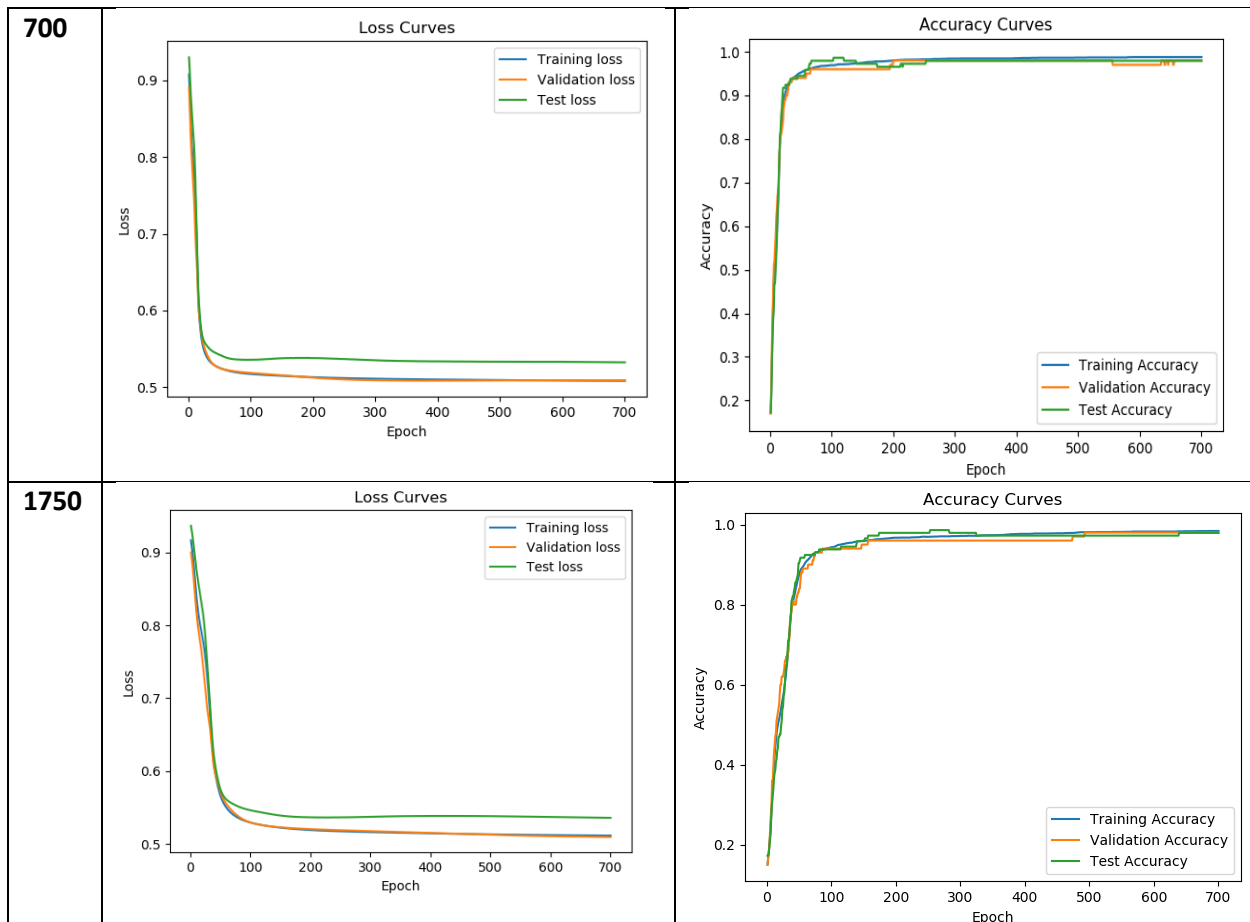 700
Loss Curves
Training loss
Validation loss
Test loss
0.9
0.8
0.7
0.6
0.5
Loss
0 100 200 300 400 500 600 700
Epoch
Accuracy Curves
1.0
0.9
0.8
0.7
0.6
0.5
0.4
0.3
0.2
Accuracy
Training Accuracy
Validation Accuracy
Test Accuracy
0 100 200 300 400 500 600 700
Epoch
1750
Loss Curves
Training loss
Validation loss
Test loss
0.9
0.8
0.7
0.6
0.5
Loss
0 100 200 300 400 500 600 700
Epoch
Accuracy Curves
1.0
0.8
0.6
0.4
0.2
Accuracy
Training Accuracy
Validation Accuracy
Test Accuracy
0 100 200 300 400 500 600 700
Epoch